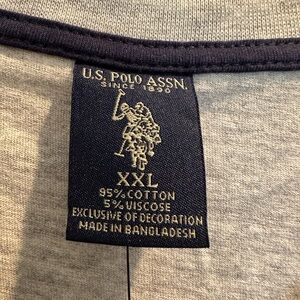 U.S. POLO ASSN.
SINCE 1890
XXL
95% COTTON
5% VISCOSE
EXCLUSIVE OF DECORATION
MADE IN BANGLADESH